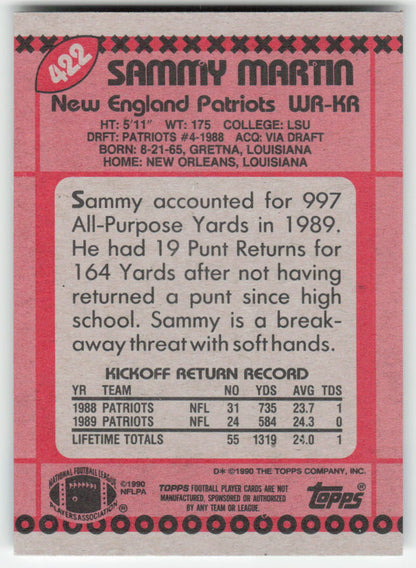 422
SAMMY MARTIN
New England Patriots WR-KR
HT: 5'11" WT: 175 COLLEGE: LSU
DRFT: PATRIOTS #4-1988 ACQ: VIA DRAFT
BORN: 8-21-65, GRETNA, LOUISIANA
HOME: NEW ORLEANS, LOUISIANA
Sammy accounted for 997
All-Purpose Yards in 1989.
He had 19 Punt Returns for
164 Yards after not having
returned a punt since high
school. Sammy is a break-
away threat with soft hands.
KICKOFF RETURN RECORD
YR TEAM NO YDS AVG TDS
1988 PATRIOTS NFL 31 735 23.7 1
1989 PATRIOTS NFL 24 584 24.3 0
LIFETIME TOTALS 55 1319 24.0 1
D* ©1990 THE TOPPS COMPANY, INC.
NATIONAL FOOTBALL LEAGUE
PLAYERS ASSOCIATION
©1990
NFLPA
TOPPS FOOTBALL PLAYER CARDS ARE NOT
MANUFACTURED, SPONSORED OR AUTHORIZED
BY ANY TEAM OR LEAGUE.
Topps